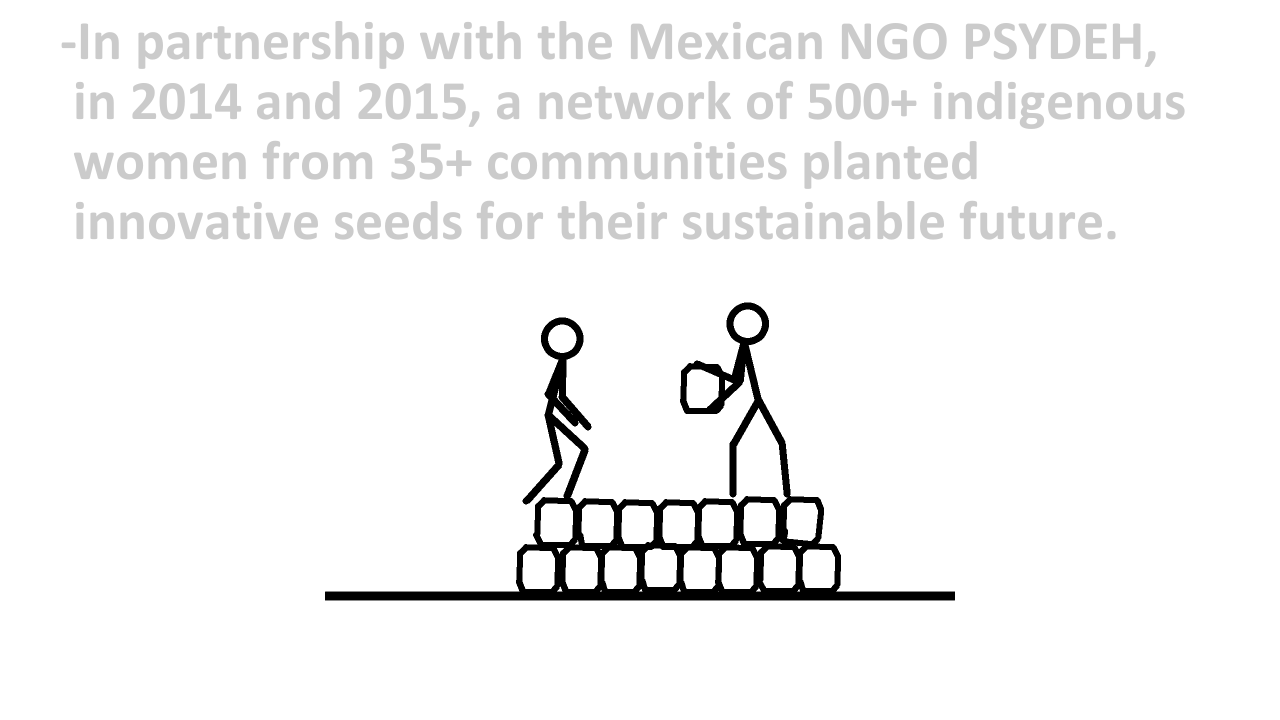 -In partnership with the Mexican NGO PSYDEH,
in 2014 and 2015, a network of 500+ indigenous
women from 35+ communities planted
innovative seeds for their sustainable future.